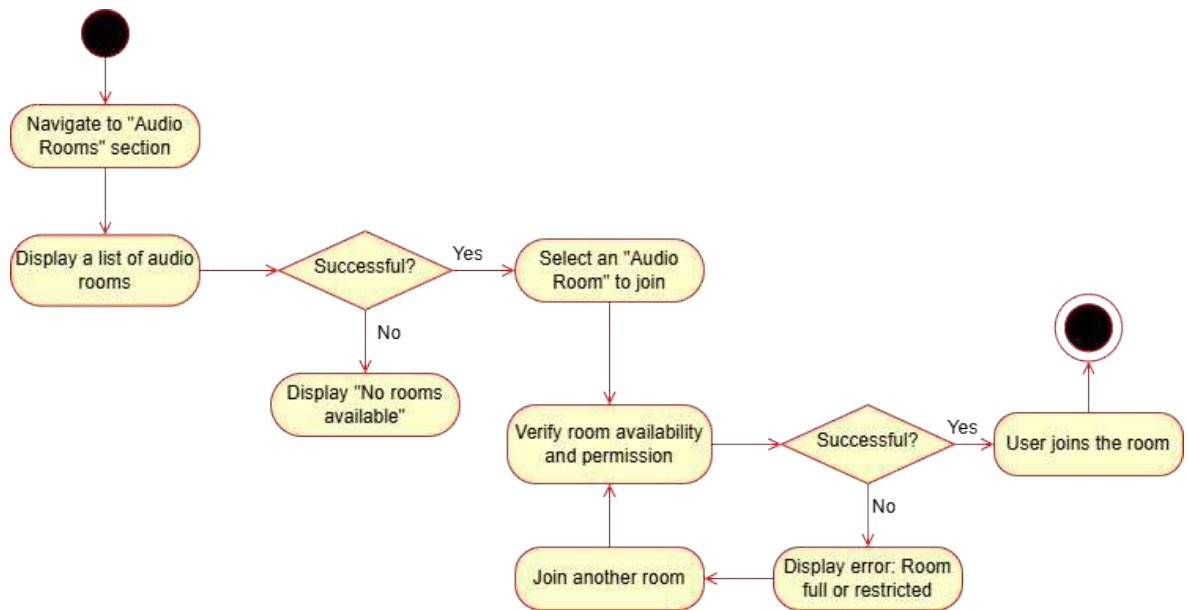 Navigate to "Audio
Rooms" section
Display a list of audio
rooms
Successful?
Yes
Select an "Audio
Room" to join
No
Display "No rooms
available"
Verify room availability
and permission
Successful?
Yes
User joins the room
No
Display error: Room
full or restricted
Join another room